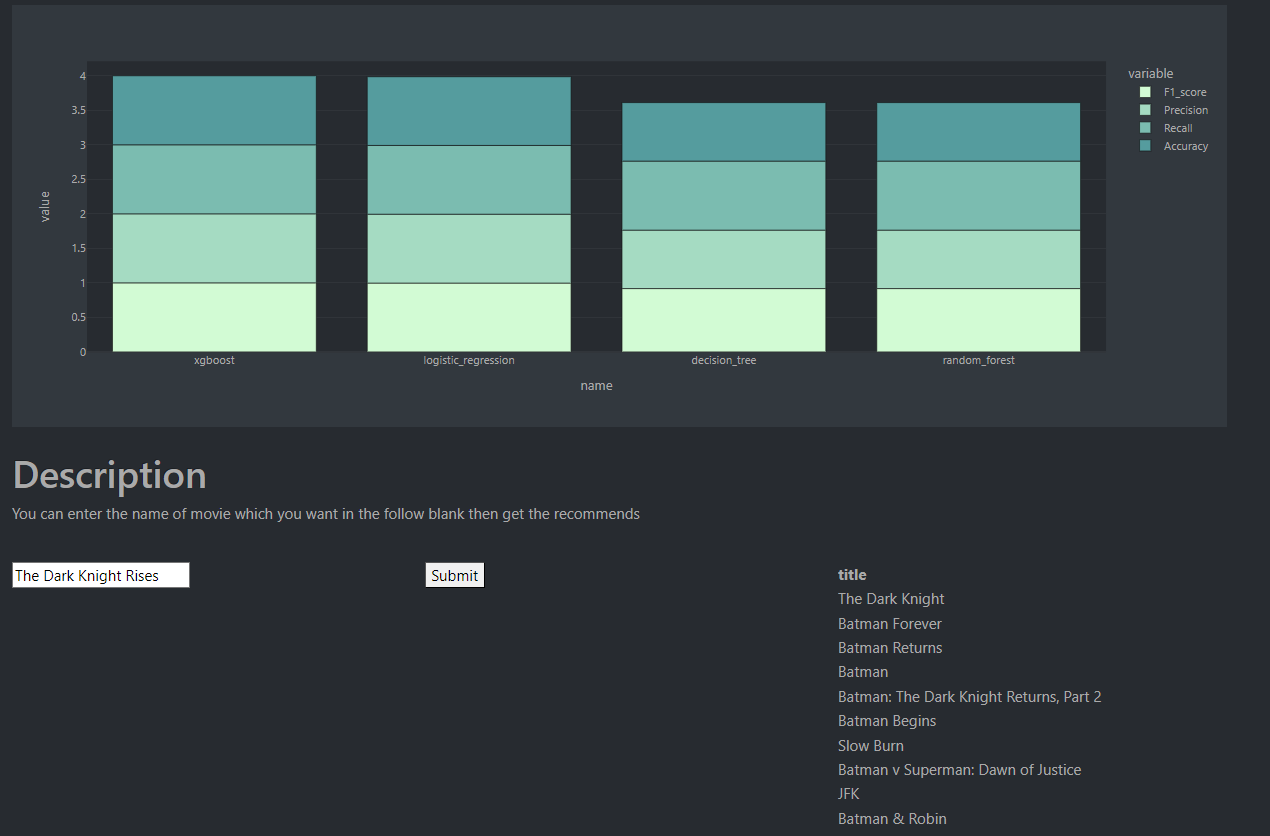 variable
F1_score
Precision
Recall
Accuracy
value
4
3.5
3
2.5
2
1.5
1
0.5
0
xgboost logistic_regression decision_tree random_forest
name
Description
You can enter the name of movie which you want in the follow blank then get the recommends
The Dark Knight Rises Submit
title
The Dark Knight
Batman Forever
Batman Returns
Batman
Batman: The Dark Knight Returns, Part 2
Batman Begins
Slow Burn
Batman v Superman: Dawn of Justice
JFK
Batman & Robin